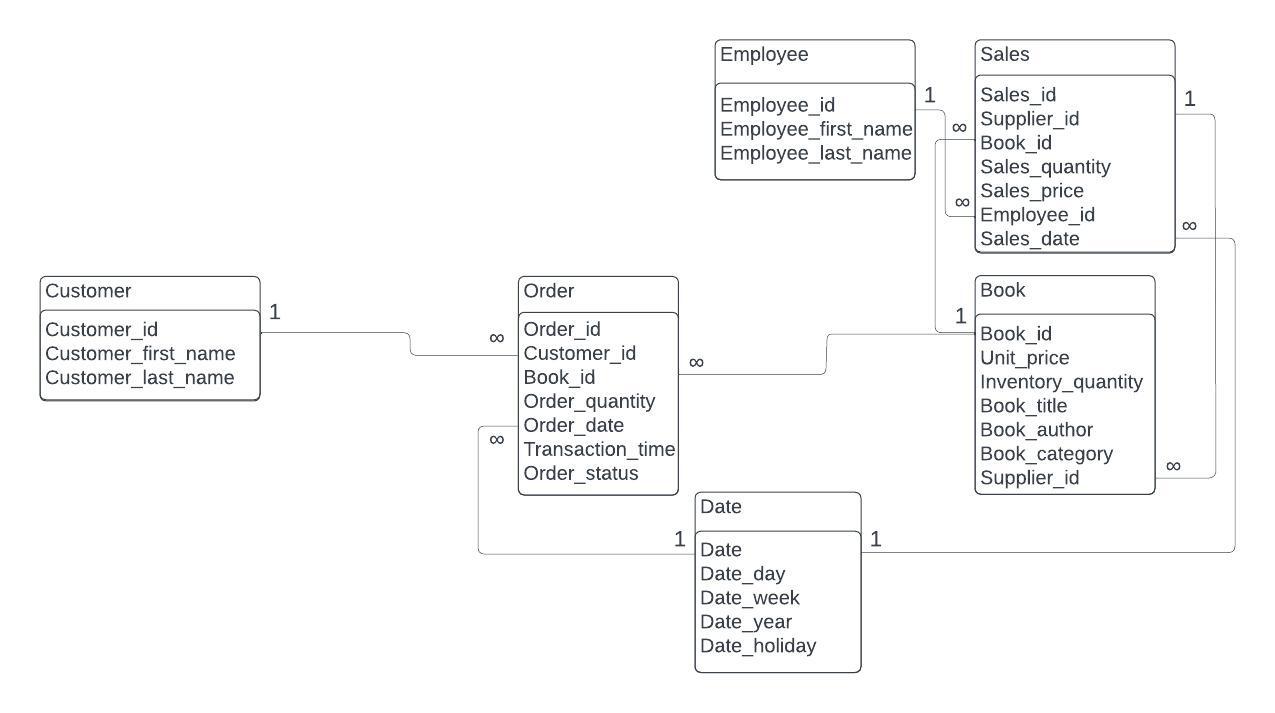 Employee
Employee_id
Employee_first_name
Employee_last_name
1
Sales
Sales_id
Supplier_id
Book_id
Sales_quantity
Sales_price
Employee_id
Sales_date
∞
∞
1
∞
Customer
Customer_id
Customer_first_name
Customer_last_name
1
∞
Order
Order_id
Customer_id
Book_id
Order_quantity
Order_date
Transaction_time
Order_status
∞
∞
1
Book
Book_id
Unit_price
Inventory_quantity
Book_title
Book_author
Book_category
Supplier_id
∞
1
Date
Date
Date_day
Date_week
Date_year
Date_holiday
1